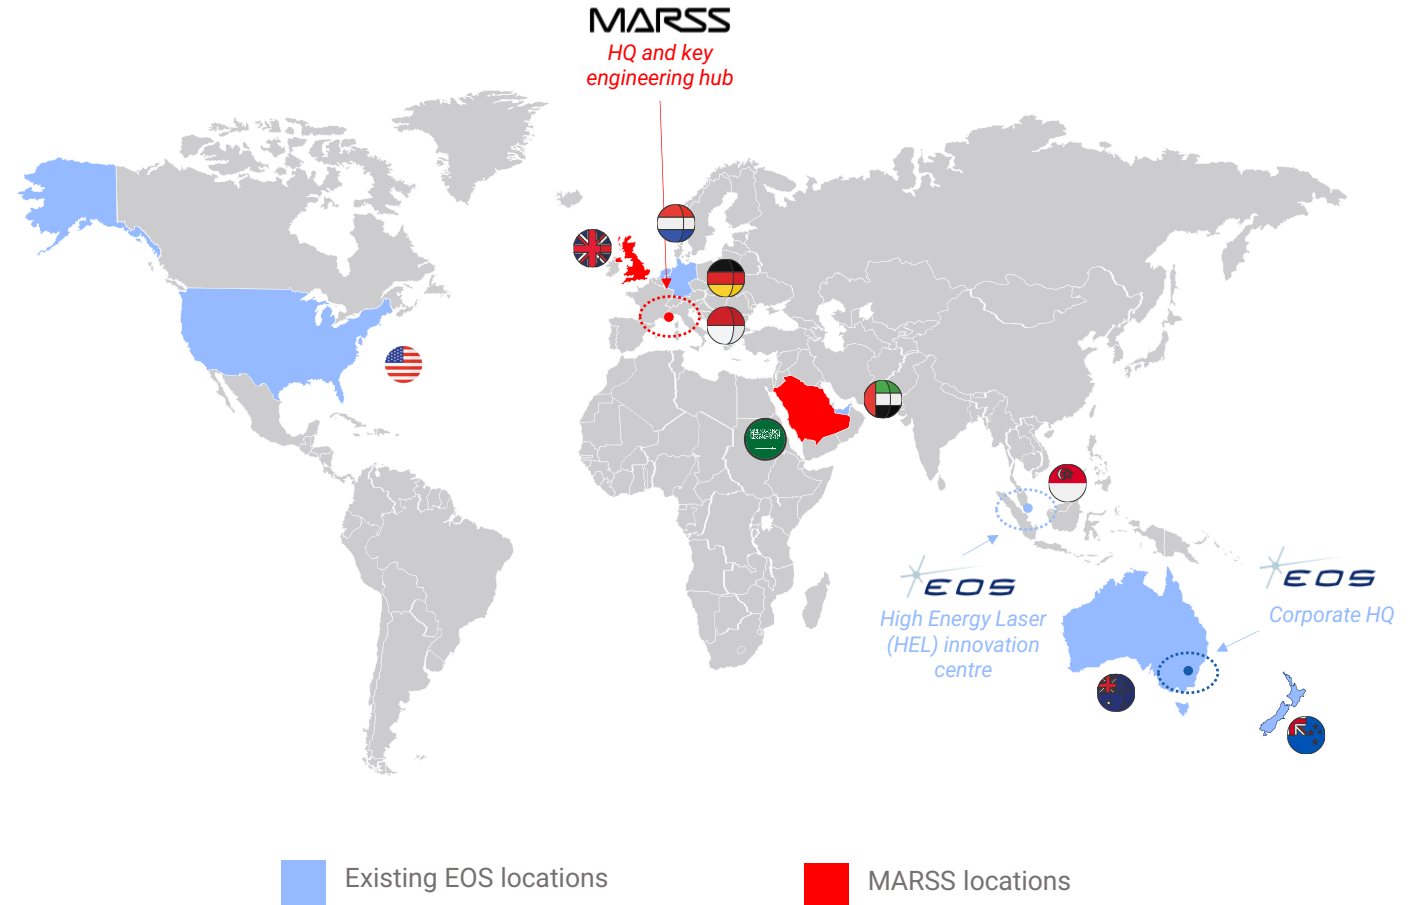 MARSS
HQ and key
engineering hub
EOS
High Energy Laser
(HEL) innovation
centre
EOS
Corporate HQ
Existing EOS locations
MARSS locations